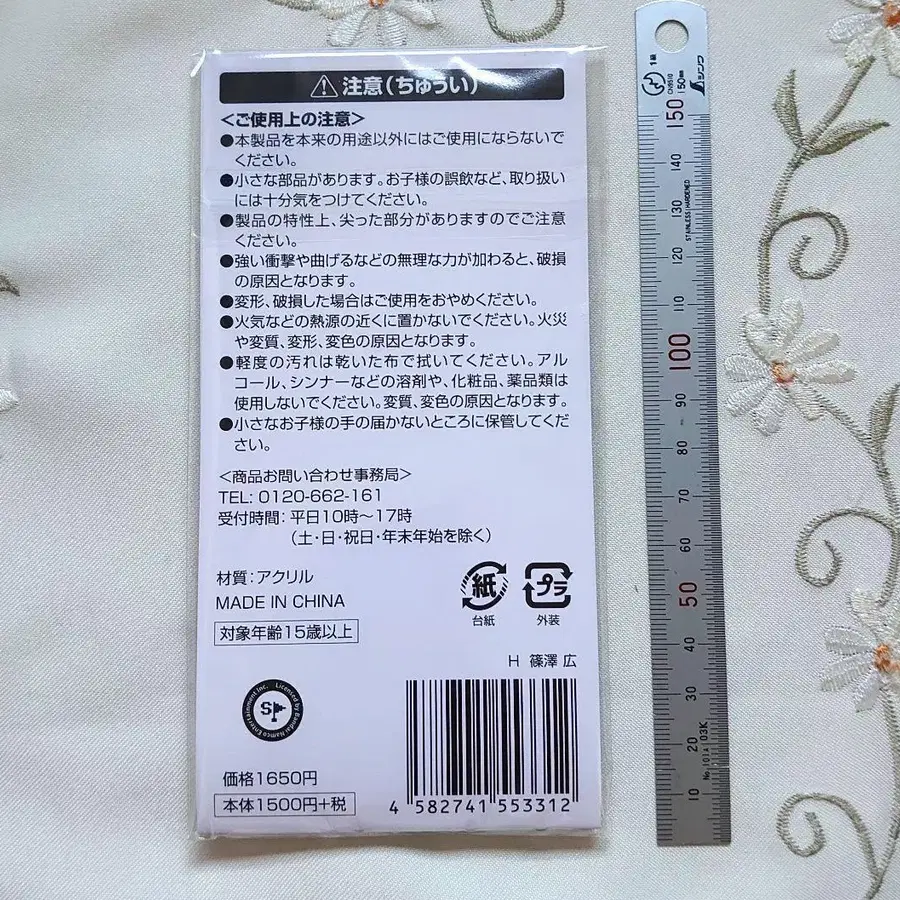 注意(ちゅうい)
<ご使用上の注意>
●本製品を本来の用途以外にはご使用にならないで
ください。
●小さな部品があります。お子様の誤飲など、取り扱い
には十分気をつけてください。
●製品の特性上、尖った部分がありますのでご注意
ください。
●強い衝撃や曲げるなどの無理な力が加わると、破損
の原因となります。
●変形、破損した場合はご使用をおやめください。
●火気などの熱源の近くに置かないでください。火災
や変質、変形、変色の原因となります。
●軽度の汚れは乾いた布で拭いてください。アル
コール、シンナーなどの溶剤や、化粧品、薬品類は
使用しないでください。変質、変色の原因となります。
●小さなお子様の手の届かないところに保管してくだ
さい。
<商品お問い合わせ事務局>
TEL: 0120-662-161
受付時間:平日10時~17時
(土・日・祝日・年末年始を除く)
材質:アクリル
MADE IN CHINA
対象年齢15歳以上
紙
台紙
プラ
外装
H 篠澤 広
Licensed by Bandai Namco Entertainment Inc.
S
価格1650円
本体1500円+税
4 582741 553312
1級
150mm
シンワ
150
140
130
STAINLESS HARDENED
120
110
100
90
80
70
60
50
40
30
20
10